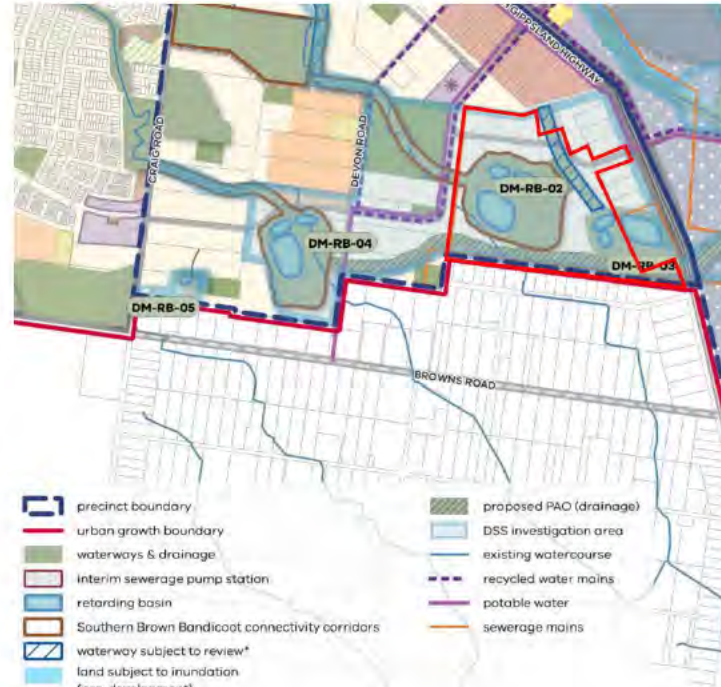 GIPPSLAND HIGHWAY
CRAIG ROAD
DEVON ROAD
DM-RB-02
DM-RB-04
DM-RB-03
DM-RB-05
BROWNS ROAD
precinct boundary
urban growth boundary
waterways & drainage
interim sewerage pump station
retarding basin
Southern Brown Bandicoot connectivity corridors
waterway subject to review*
land subject to inundation
proposed PAO (drainage)
DSS investigation area
existing watercourse
recycled water mains
potable water
sewerage mains